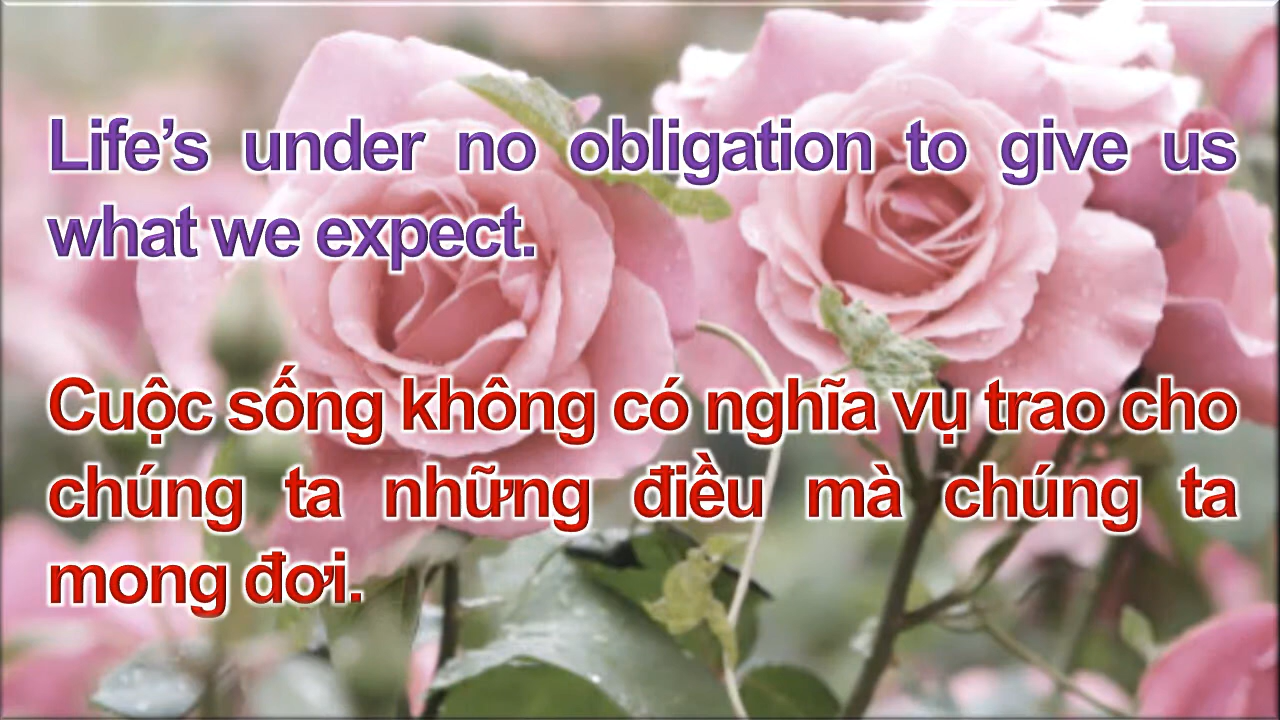 Life’s under no obligation to give us
what we expect.
Cuộc sống không có nghĩa vụ trao cho
chúng ta những điều mà chúng ta
mong đơi.